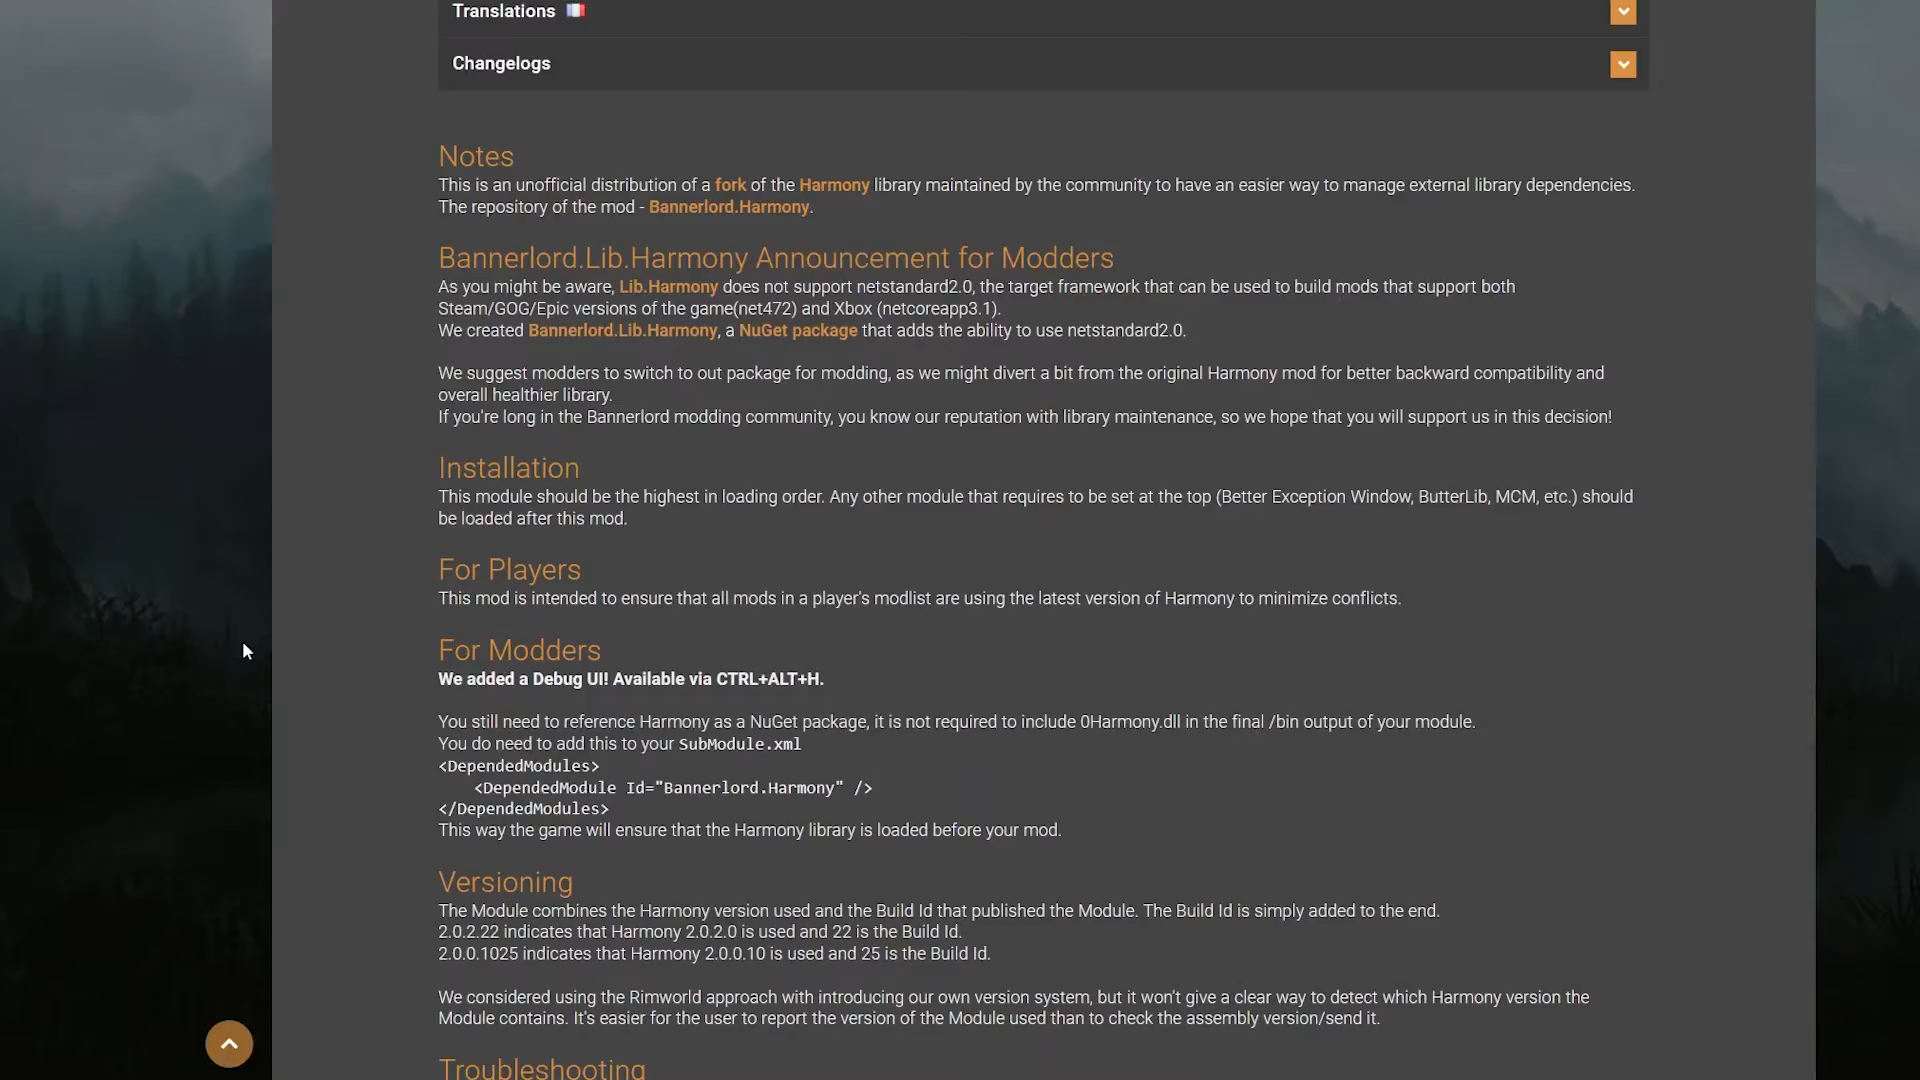 Translations
Changelogs
Notes
This is an unofficial distribution of a fork of the Harmony library maintained by the community to have an easier way to manage external library dependencies.
The repository of the mod - Bannerlord.Harmony.
Bannerlord.Lib.Harmony Announcement for Modders
As you might be aware, Lib.Harmony does not support netstandard2.0, the target framework that can be used to build mods that support both
Steam/GOG/Epic versions of the game(net472) and Xbox (netcoreapp3.1).
We created Bannerlord.Lib.Harmony, a NuGet package that adds the ability to use netstandard2.0.
We suggest modders to switch to out package for modding, as we might divert a bit from the original Harmony mod for better backward compatibility and
overall healthier library.
If you're long in the Bannerlord modding community, you know our reputation with library maintenance, so we hope that you will support us in this decision!
Installation
This module should be the highest in loading order. Any other module that requires to be set at the top (Better Exception Window, ButterLib, MCM, etc.) should
be loaded after this mod.
For Players
This mod is intended to ensure that all mods in a player's modlist are using the latest version of Harmony to minimize conflicts.
For Modders
We added a Debug UI! Available via CTRL+ALT+H.
You still need to reference Harmony as a NuGet package, it is not required to include 0Harmony.dll in the final /bin output of your module.
You do need to add this to your SubModule.xml
<DependedModules>
<DependedModule Id="Bannerlord.Harmony" />
</DependedModules>
This way the game will ensure that the Harmony library is loaded before your mod.
Versioning
The Module combines the Harmony version used and the Build Id that published the Module. The Build Id is simply added to the end.
2.0.2.22 indicates that Harmony 2.0.2.0 is used and 22 is the Build Id.
2.0.0.1025 indicates that Harmony 2.0.0.10 is used and 25 is the Build Id.
We considered using the Rimworld approach with introducing our own version system, but it won't give a clear way to detect which Harmony version the
Module contains. It's easier for the user to report the version of the Module used than to check the assembly version/send it.
Troubleshooting